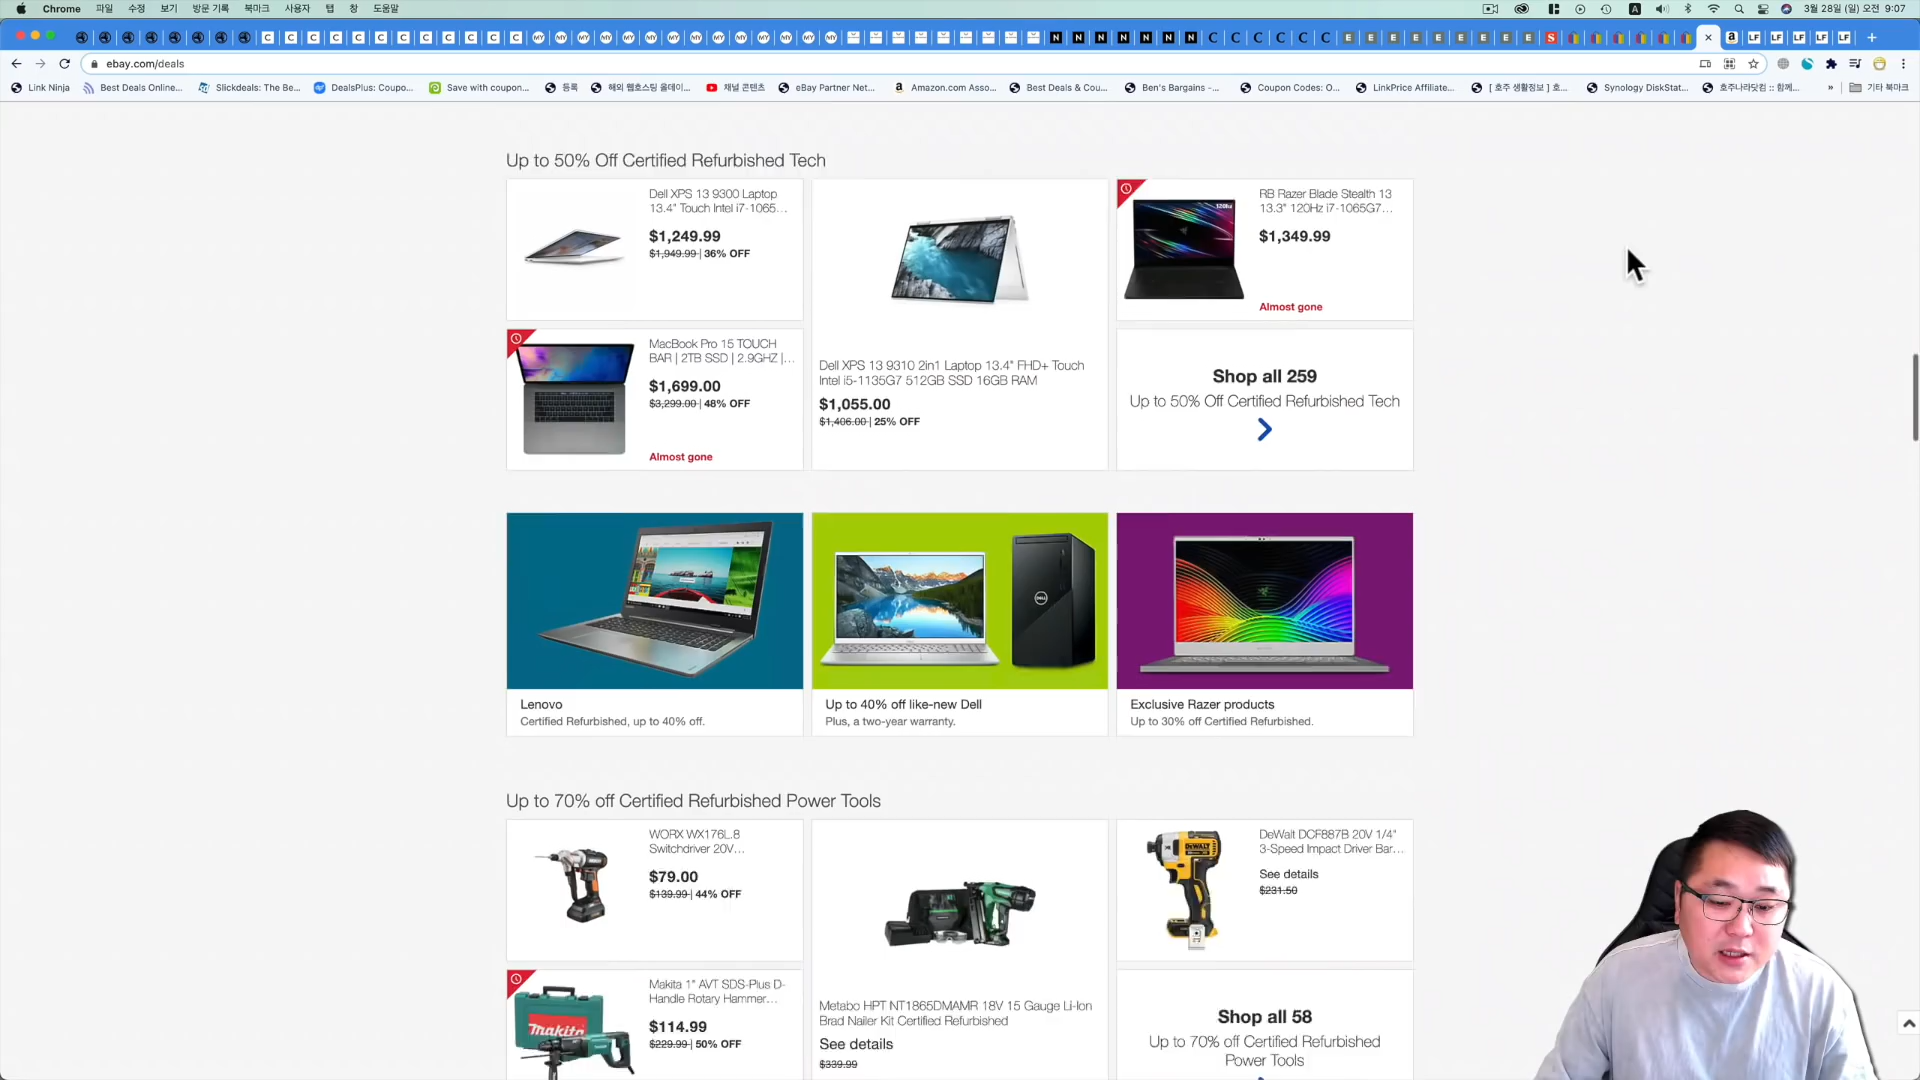 Chrome 파일 수정 보기 방문 기록 북마크 사용자 탭 창 도움말 3월 28일 (일) 오전 9:07
ebay.com/deals
Link Ninja Best Deals Online... Slickdeals: The Be... DealsPlus: Coupo... Save with coupon... 등록 해외 웹호스팅 올데이... 채널 콘텐츠 eBay Partner Net... Amazon.com Asso... Best Deals & Cou... Ben's Bargains -... Coupon Codes: O... LinkPrice Affiliate... [ 호주 생활정보 ] 호... Synology DiskStat... 호주나라닷컴 :: 함께... » 기타 북마크
Up to 50% Off Certified Refurbished Tech
Dell XPS 13 9300 Laptop
13.4" Touch Intel i7-1065...
$1,249.99
$1,949.99 | 36% OFF
MacBook Pro 15 TOUCH
BAR | 2TB SSD | 2.9GHZ |...
$1,699.00
$3,299.00 | 48% OFF
Almost gone
Dell XPS 13 9310 2in1 Laptop 13.4" FHD+ Touch
Intel i5-1135G7 512GB SSD 16GB RAM
$1,055.00
$1,406.00 | 25% OFF
RB Razer Blade Stealth 13
13.3" 120Hz i7-1065G7...
$1,349.99
Almost gone
120Hz
Shop all 259
Up to 50% Off Certified Refurbished Tech
Lenovo
Certified Refurbished, up to 40% off.
DELL
Up to 40% off like-new Dell
Plus, a two-year warranty.
Exclusive Razer products
Up to 30% off Certified Refurbished.
Up to 70% off Certified Refurbished Power Tools
WORX WX176L.8
Switchdriver 20V...
$79.00
$139.99 | 44% OFF
Makita 1" AVT SDS-Plus D-
Handle Rotary Hammer...
$114.99
$229.99 | 50% OFF
makita
Metabo HPT NT1865DMAMR 18V 15 Gauge Li-Ion
Brad Nailer Kit Certified Refurbished
See details
$339.99
DeWalt DCF887B 20V 1/4"
3-Speed Impact Driver Bar...
See details
$231.50
DEWALT
Shop all 58
Up to 70% off Certified Refurbished
Power Tools